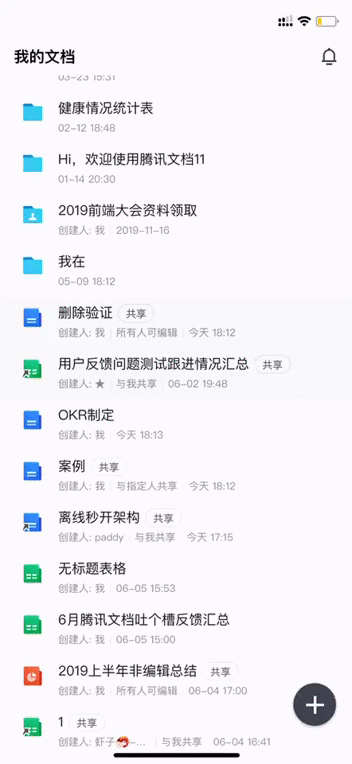 我的文档
03-23 15:31
健康情况统计表
02-12 18:48
Hi，欢迎使用腾讯文档11
01-14 20:30
2019前端大会资料领取
创建人: 我 2019-11-16
我在
05-09 18:12
删除验证 共享
创建人: 我 所有人可编辑 今天 18:12
用户反馈问题测试跟进情况汇总 共享
创建人: ★ 与我共享 06-02 19:48
OKR制定
创建人: 我 今天 18:13
案例 共享
创建人: 我 与指定人共享 今天 18:12
离线秒开架构 共享
创建人: paddy 与我共享 今天 17:15
无标题表格
创建人: 我 06-05 15:53
6月腾讯文档吐个槽反馈汇总
创建人: 我 06-05 15:00
2019上半年非编辑总结 共享
创建人: 我 所有人可编辑 06-04 17:00
1 共享
创建人: 虾子🦐-... 与我共享 06-04 16:41